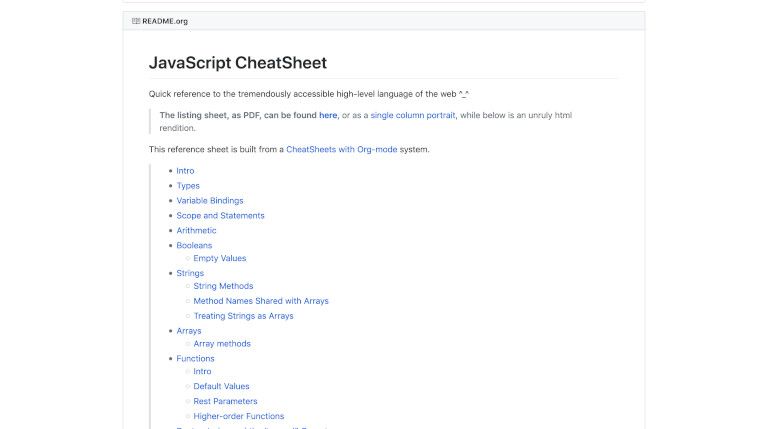 README.org
JavaScript CheatSheet
Quick reference to the tremendously accessible high-level language of the web ^_^
The listing sheet, as PDF, can be found here, or as a single column portrait, while below is an unruly html
rendition.
This reference sheet is built from a CheatSheets with Org-mode system.
Intro
Types
Variable Bindings
Scope and Statements
Arithmetic
Booleans
Empty Values
Strings
String Methods
Method Names Shared with Arrays
Treating Strings as Arrays
Arrays
Array methods
Functions
Intro
Default Values
Rest Parameters
Higher-order Functions